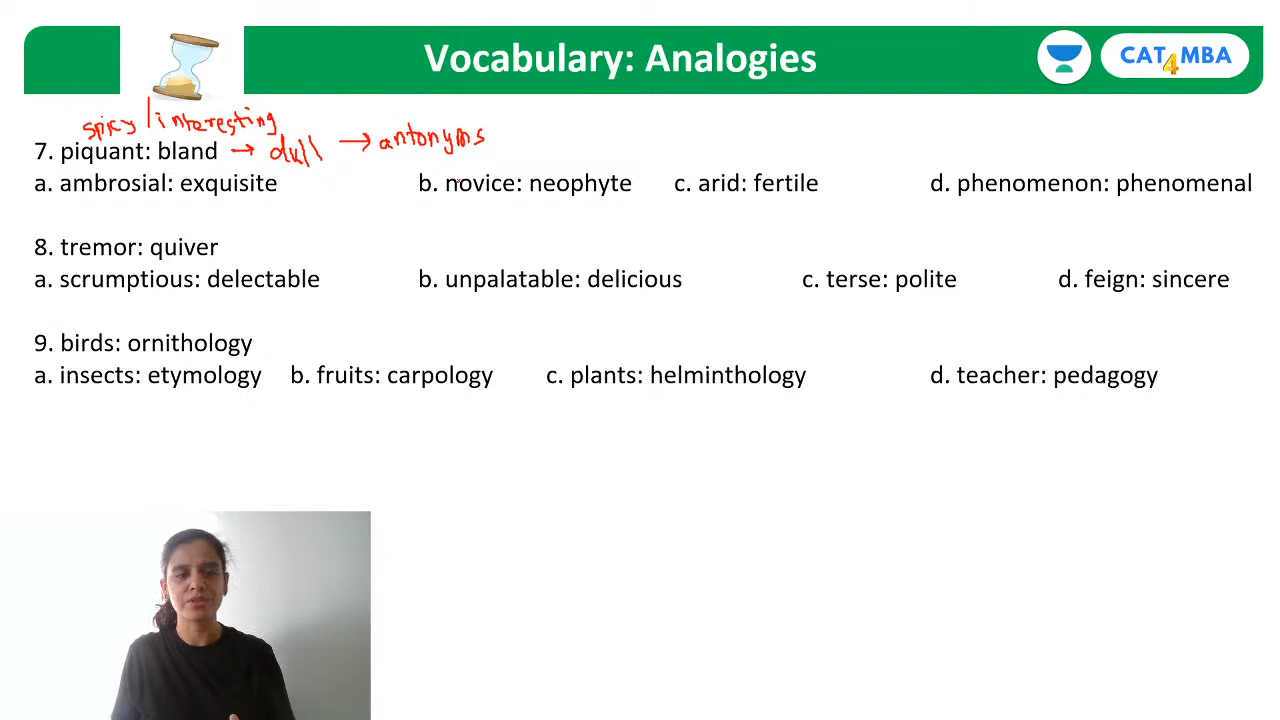 Vocabulary: Analogies
CAT4MBA
spicy | interesting
7. piquant: bland → dull → antonyms
a. ambrosial: exquisite b. novice: neophyte c. arid: fertile d. phenomenon: phenomenal
8. tremor: quiver
a. scrumptious: delectable b. unpalatable: delicious c. terse: polite d. feign: sincere
9. birds: ornithology
a. insects: etymology b. fruits: carpology c. plants: helminthology d. teacher: pedagogy